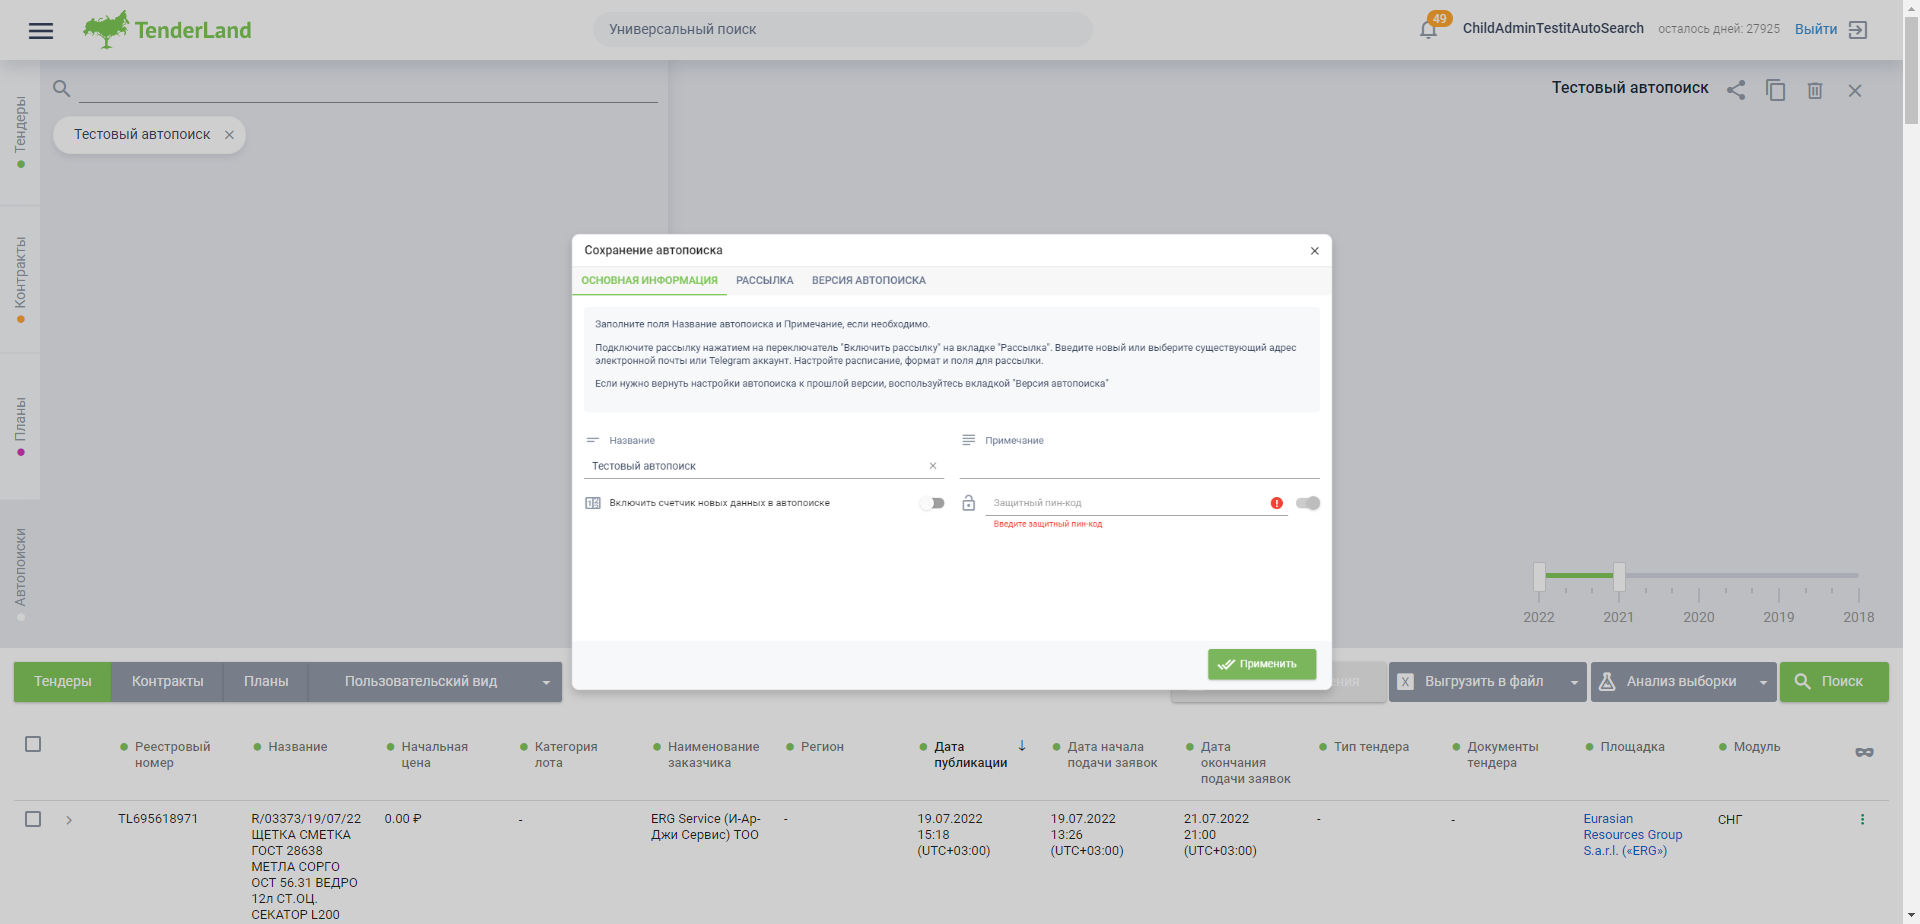 TenderLand
Универсальный поиск
49
ChildAdminTestitAutoSearch
осталось дней: 27925
Выйти
Тендеры
Контракты
Планы
Автопоиски
Тестовый автопоиск
Тестовый автопоиск
Сохранение автопоиска
ОСНОВНАЯ ИНФОРМАЦИЯ
РАССЫЛКА
ВЕРСИЯ АВТОПОИСКА
Заполните поля Название автопоиска и Примечание, если необходимо.
Подключите рассылку нажатием на переключатель "Включить рассылку" на вкладке "Рассылка". Введите новый или выберите существующий адрес
электронной почты или Telegram аккаунт. Настройте расписание, формат и поля для рассылки.
Если нужно вернуть настройки автопоиска к прошлой версии, воспользуйтесь вкладкой "Версия автопоиска"
Название
Примечание
Тестовый автопоиск
Включить счетчик новых данных в автопоиске
Защитный пин-код
Введите защитный пин-код
Применить
2022
2021
2020
2019
2018
Тендеры
Контракты
Планы
Пользовательский вид
Выгрузить в файл
Анализ выборки
Поиск
Реестровый
номер
Название
Начальная
цена
Категория
лота
Наименование
заказчика
Регион
Дата
публикации
Дата начала
подачи заявок
Дата
окончания
подачи заявок
Тип тендера
Документы
тендера
Площадка
Модуль
TL695618971
R/03373/19/07/22
ЩЕТКА СМЕТКА
ГОСТ 28638
МЕТЛА СОРГО
ОСТ 56.31 ВЕДРО
12л СТ.ОЦ.
СЕКАТОР L200
0.00 ₽
-
ERG Service (И-Ар-
Джи Сервис) ТОО
-
19.07.2022
15:18
(UTC+03:00)
19.07.2022
13:26
(UTC+03:00)
21.07.2022
21:00
(UTC+03:00)
-
-
Eurasian
Resources Group
S.a.r.l. («ERG»)
СНГ